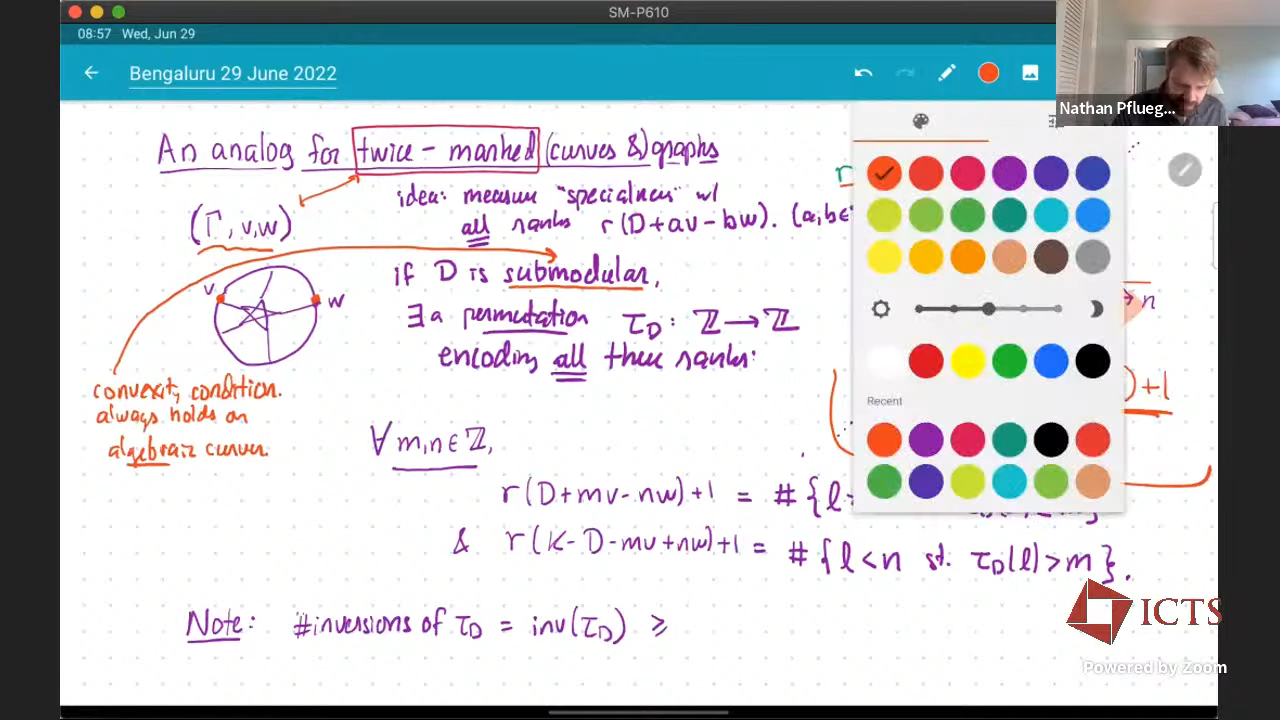 SM-P610
08:57 Wed, Jun 29
Bengaluru 29 June 2022
Nathan Pflueg...
An analog for twice-marked (curves &) graphs
idea: measure "specialness" w/
(Γ, v, w)
all ranks r(D+av-bw). (a,b∈
if D is submodular,
v
w
∃ a permutation τ_D: ℤ → ℤ
n
encoding all these ranks:
convexity condition.
always holds on
algebraic curves.
)+1
Recent
∀ m,n ∈ ℤ,
r(D+mv-nw)+1 = #{l
& r(K-D-mv+nw)+1 = #{l<n st. τ_D(l)>m}.
Note: #inversions of τ_D = inv(τ_D) ≥
ICTS
Powered by Zoom